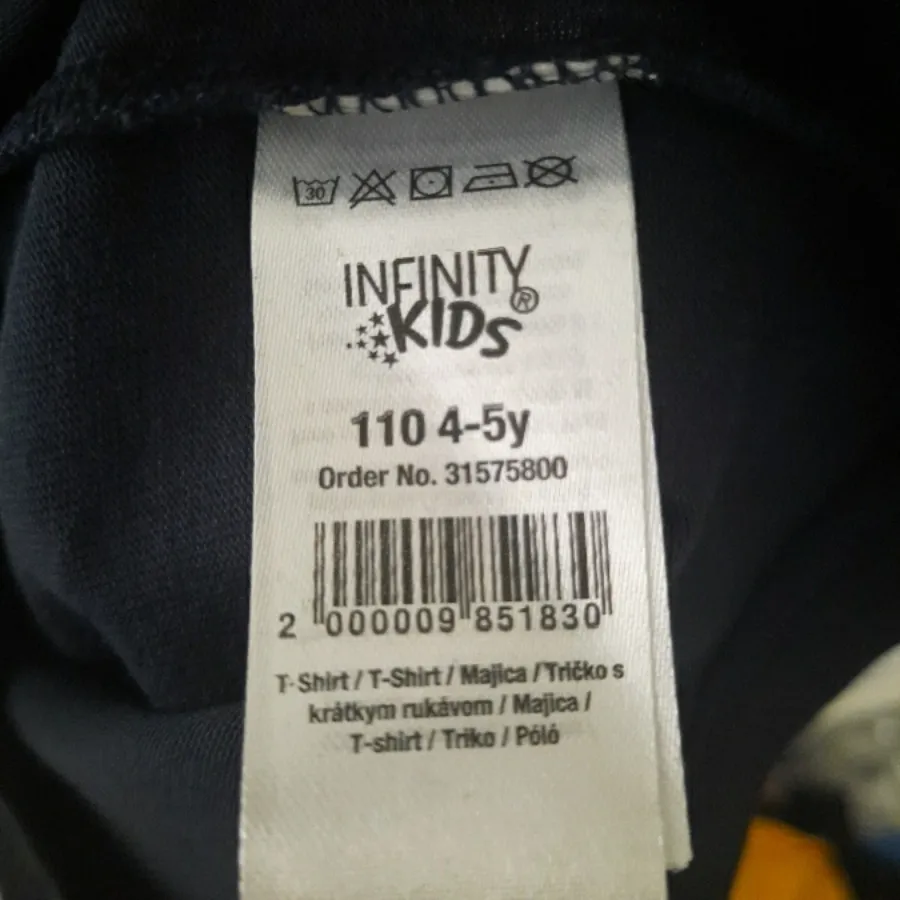 30
INFINITY
KIDS®
110 4-5y
Order No. 31575800
2 000009 851830
T-Shirt / T-Shirt / Majica / Tričko s
krátkym rukávom / Majica /
T-shirt / Triko / Póló